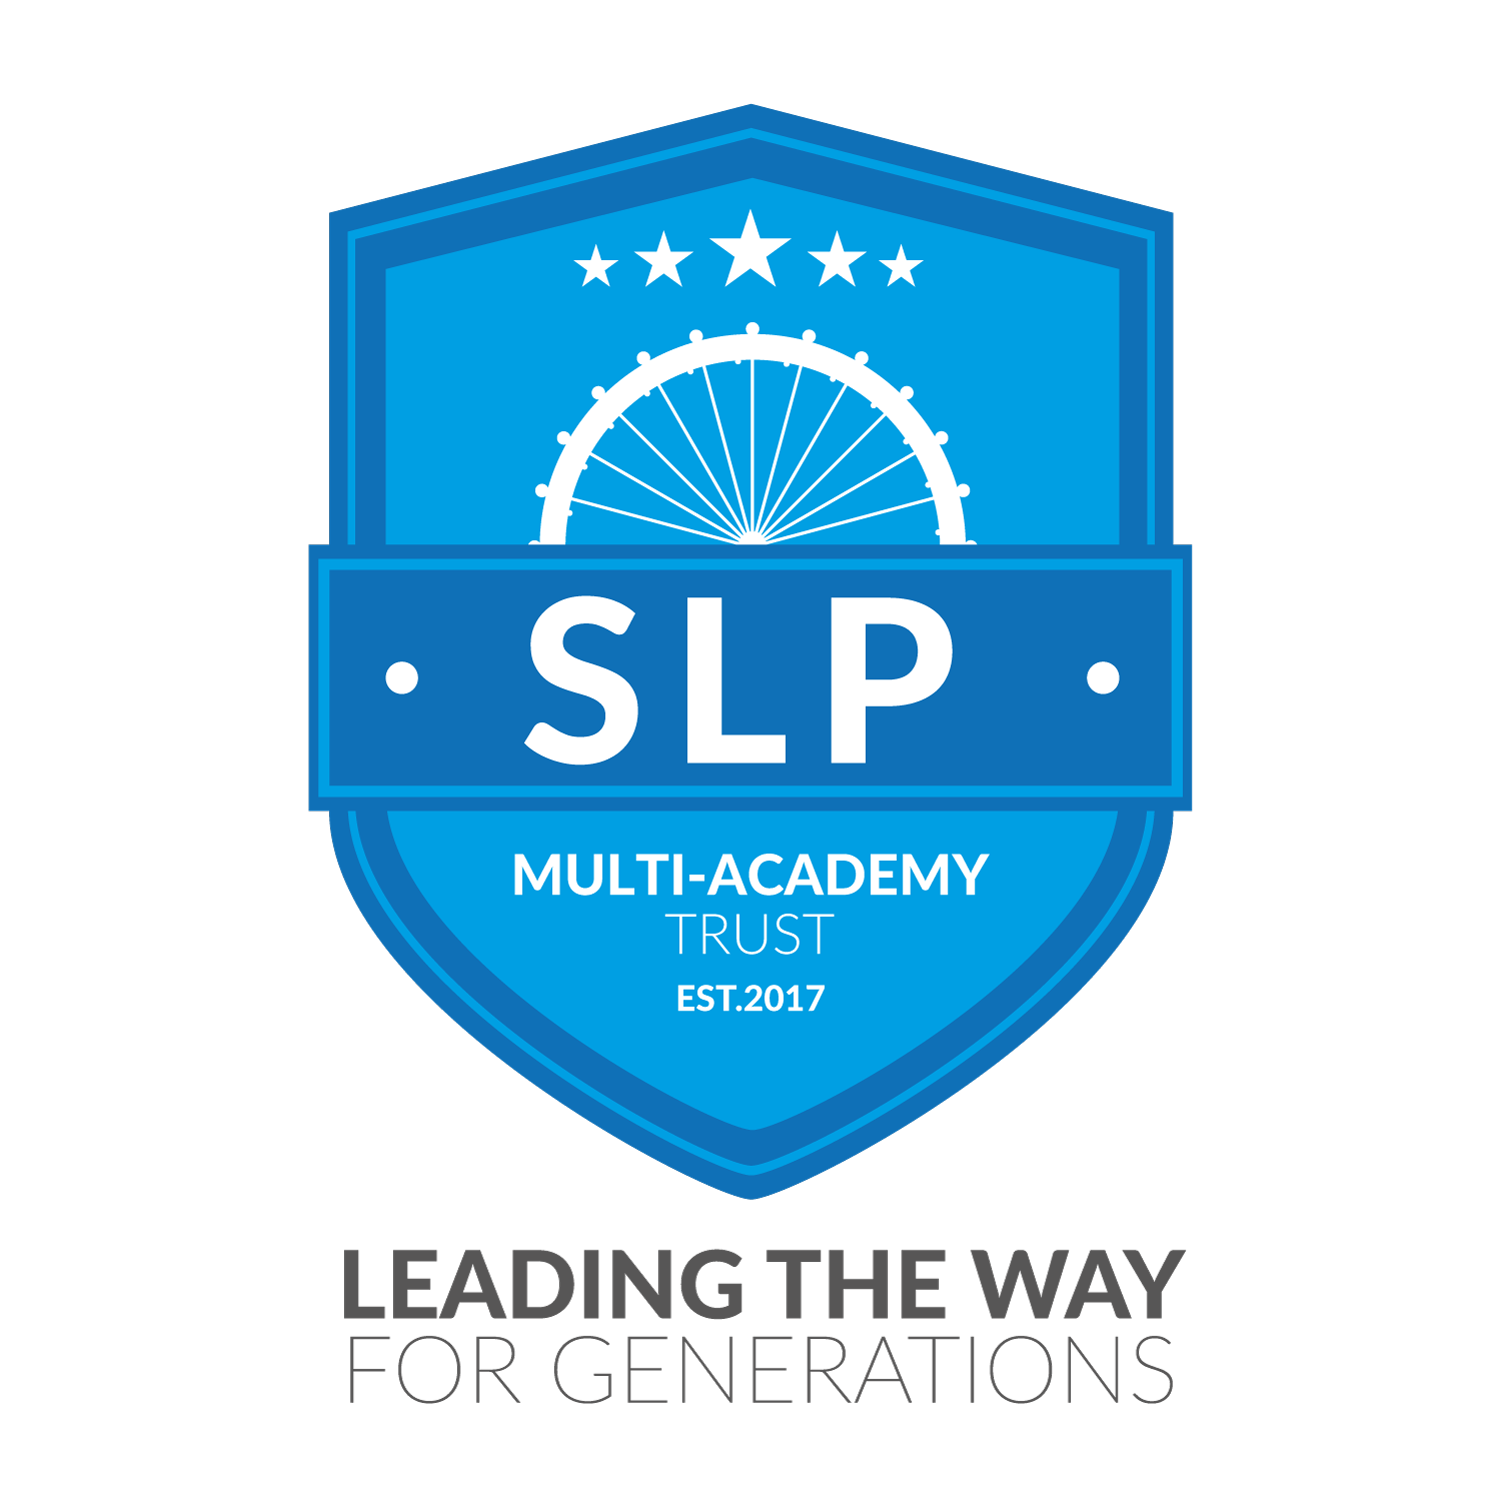 SLP
MULTI-ACADEMY
TRUST
EST.2017
LEADING THE WAY
FOR GENERATIONS